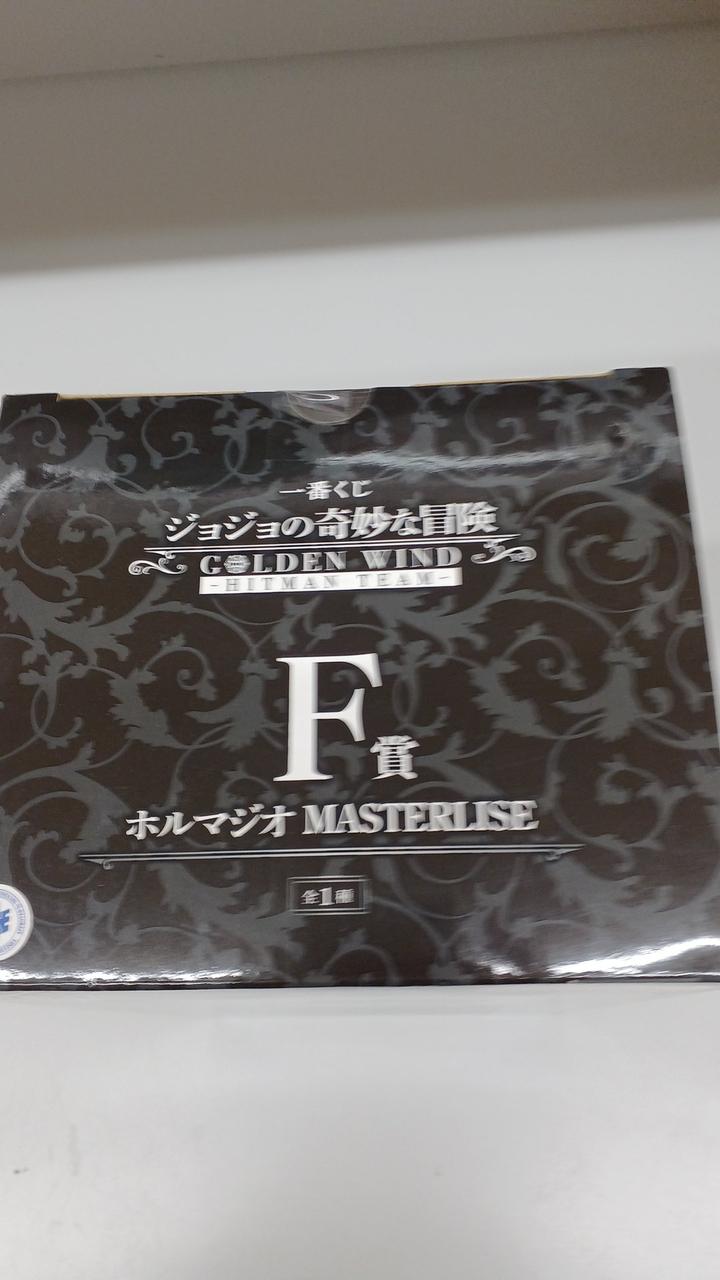 一番くじ
ジョジョの奇妙な冒険
GOLDEN WIND
-HITMAN TEAM-
F賞
ホルマジオ MASTERLISE
全1種